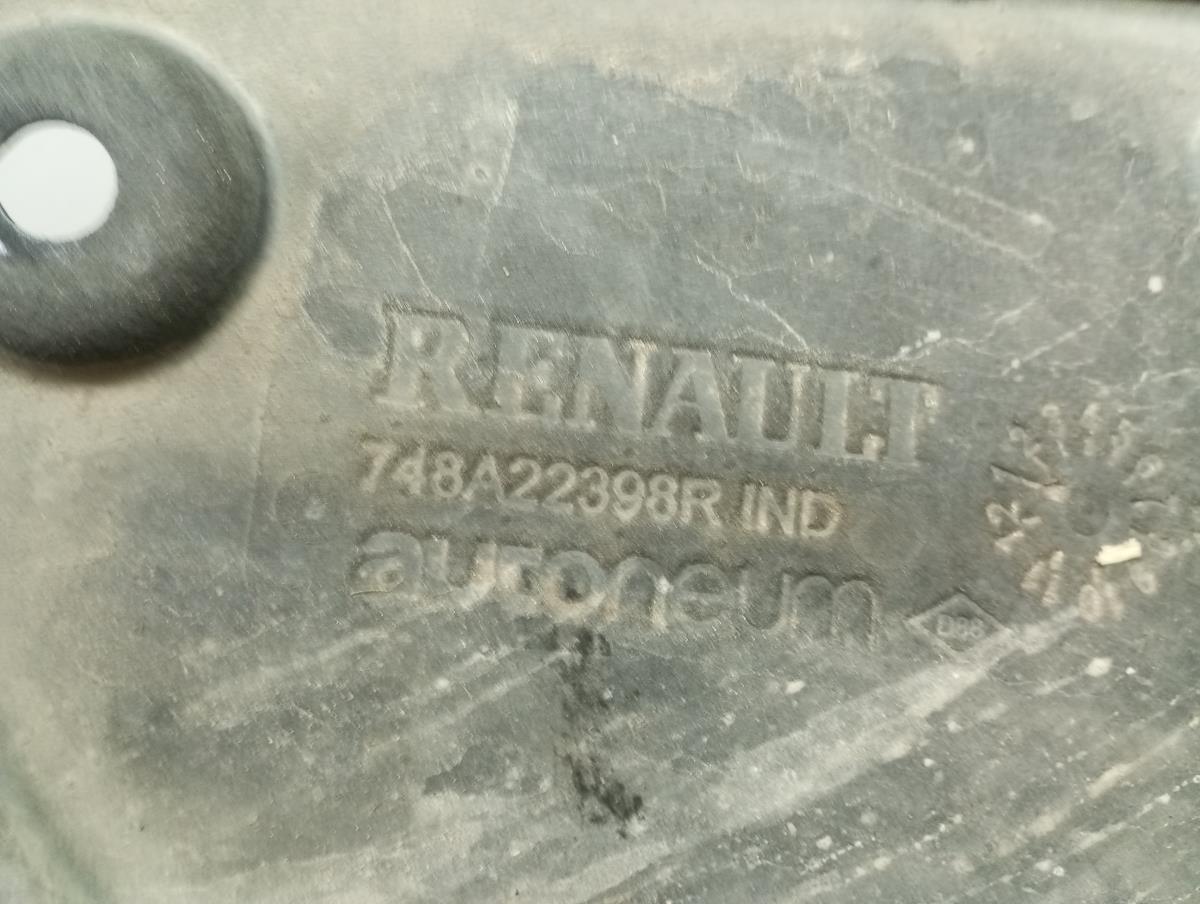 RENAULT
748A22398R IND
autoneum